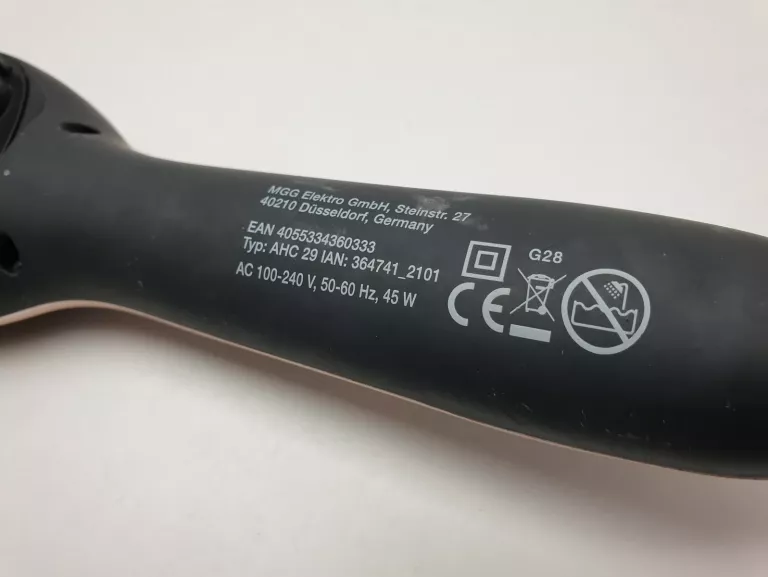 MGG Elektro GmbH, Steinstr. 27
40210 Düsseldorf, Germany
EAN 4055334360333
Typ: AHC 29 IAN: 364741_2101
AC 100-240 V, 50-60 Hz, 45 W
G28
CE